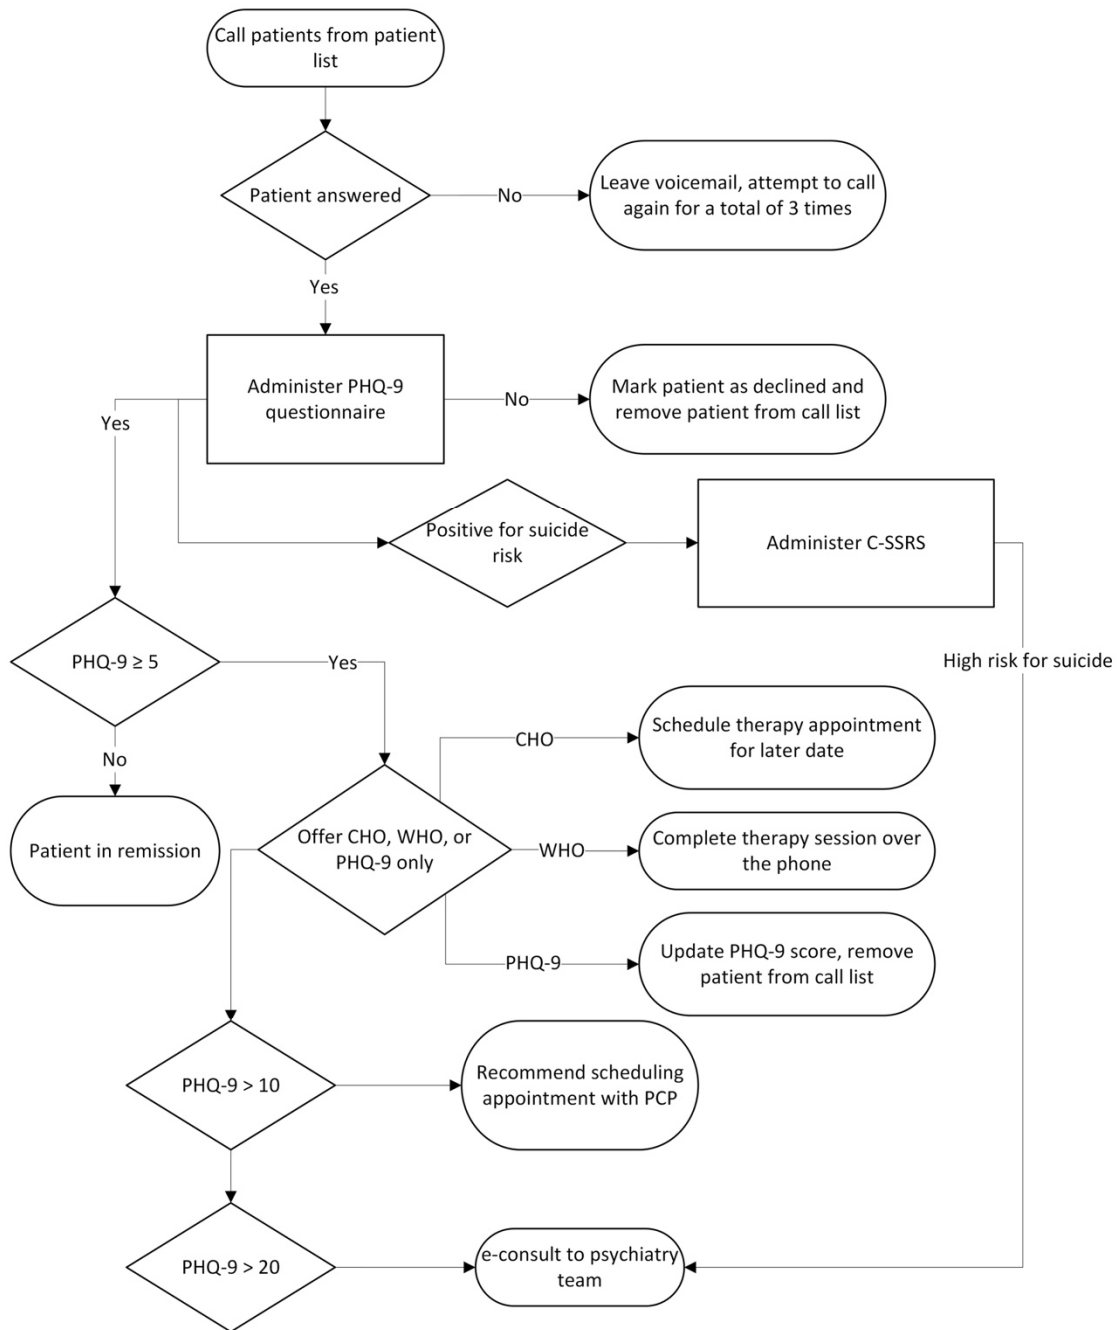 Call patients from patient
list
Patient answered
No
Leave voicemail, attempt to call
again for a total of 3 times
Yes
Administer PHQ-9
questionnaire
No
Mark patient as declined and
remove patient from call list
Yes
Positive for suicide
risk
Administer C-SSRS
PHQ-9 ≥ 5
Yes
High risk for suicide
No
CHO
Schedule therapy appointment
for later date
Patient in remission
Offer CHO, WHO, or
PHQ-9 only
WHO
Complete therapy session over
the phone
PHQ-9
Update PHQ-9 score, remove
patient from call list
PHQ-9 > 10
Recommend scheduling
appointment with PCP
PHQ-9 > 20
e-consult to psychiatry
team